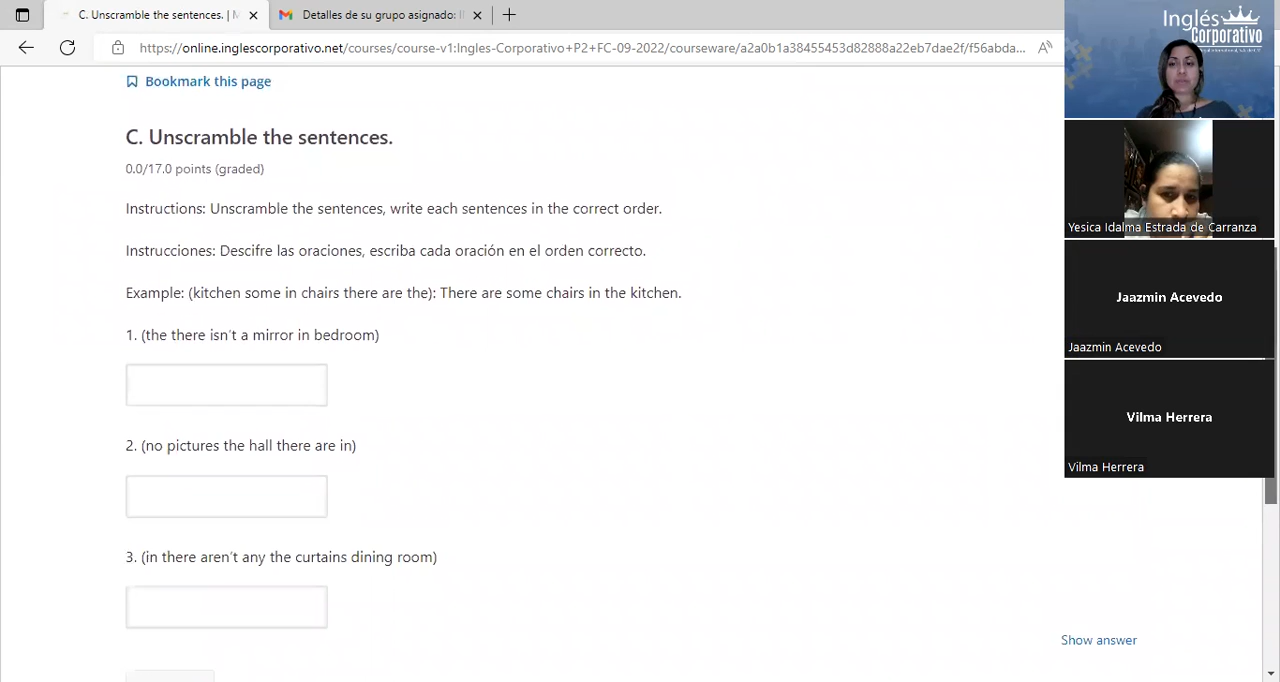 C. Unscramble the sentences. | M
Detalles de su grupo asignado: II
https://online.inglescorporativo.net/courses/course-v1:Ingles-Corporativo+P2+FC-09-2022/courseware/a2a0b1a38455453d82888a22eb7dae2f/f56abda...
Inglés
Corporativo
Bookmark this page
C. Unscramble the sentences.
0.0/17.0 points (graded)
Instructions: Unscramble the sentences, write each sentences in the correct order.
Instrucciones: Descifre las oraciones, escriba cada oración en el orden correcto.
Example: (kitchen some in chairs there are the): There are some chairs in the kitchen.
1. (the there isn't a mirror in bedroom)
2. (no pictures the hall there are in)
3. (in there aren't any the curtains dining room)
Show answer
Yesica Idalma Estrada de Carranza
Jaazmin Acevedo
Jaazmin Acevedo
Vilma Herrera
Vilma Herrera